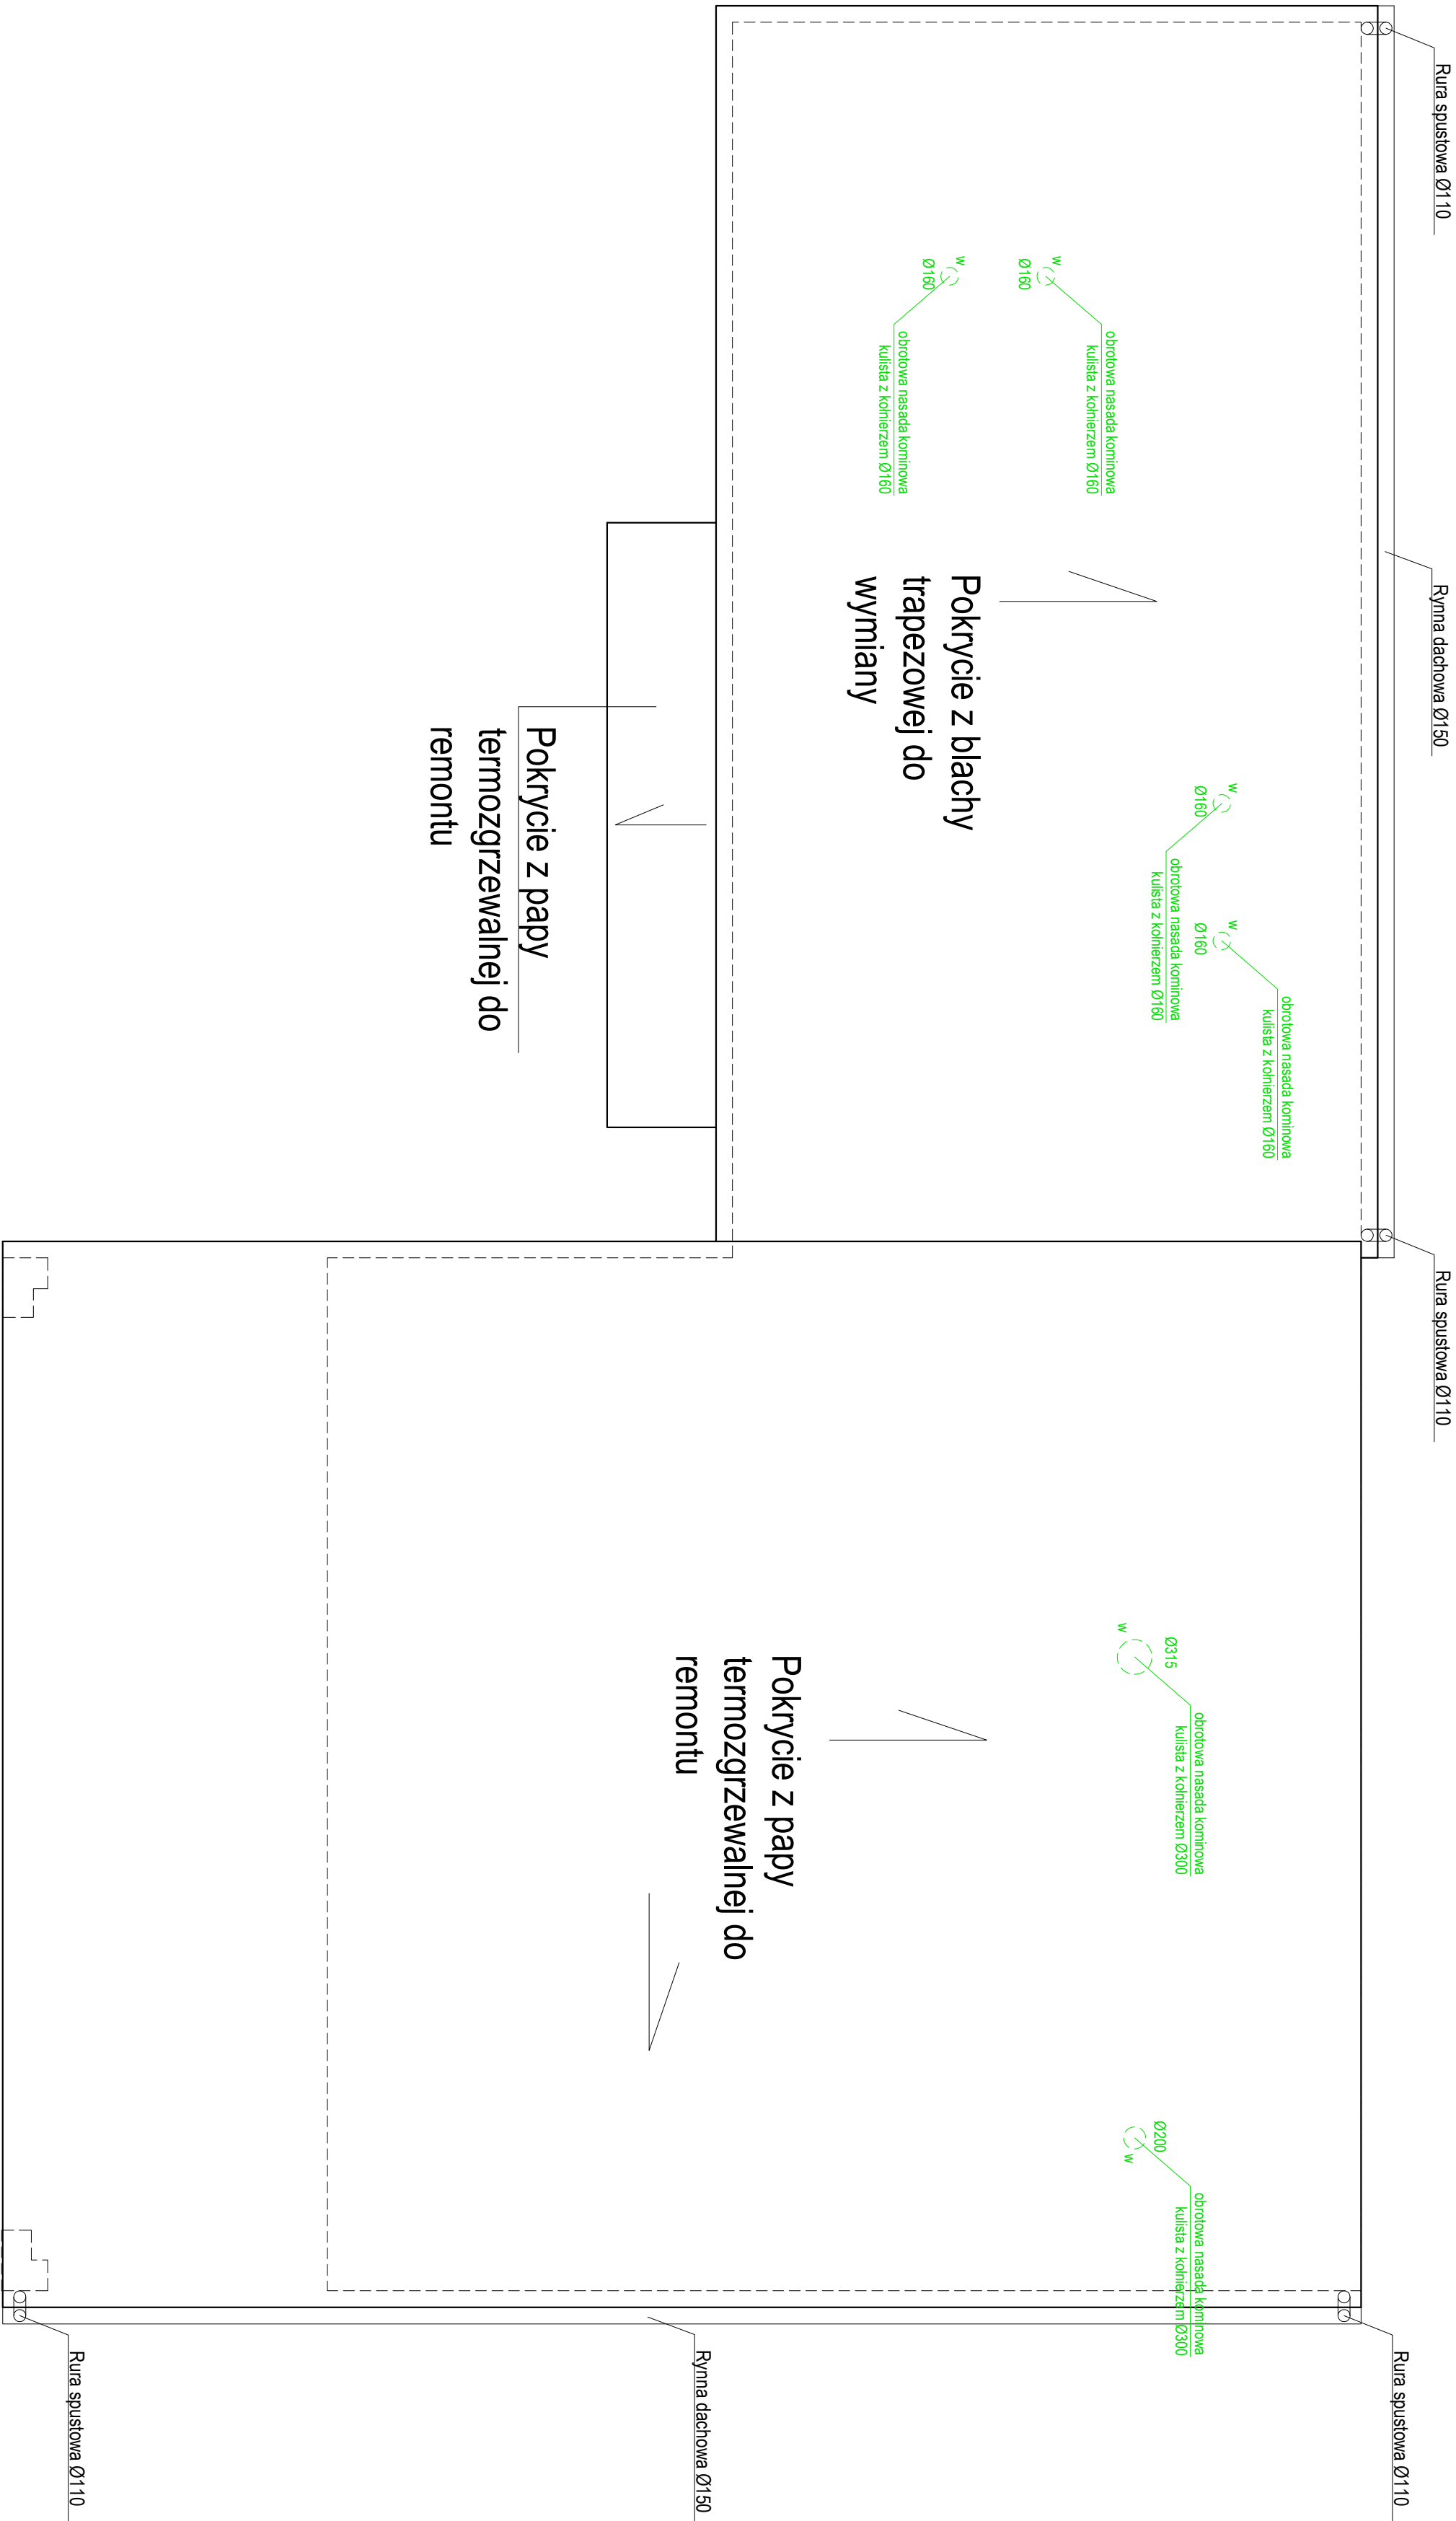 Rura spustowa Ø110
Rynna dachowa Ø150
Rura spustowa Ø110
Rura spustowa Ø110
obrotowa nasada kominowa
kulista z kołnierzem Ø160
w
Ø160
obrotowa nasada kominowa
kulista z kołnierzem Ø160
w
Ø160
obrotowa nasada kominowa
kulista z kołnierzem Ø160
w
Ø160
w
Ø160
obrotowa nasada kominowa
kulista z kołnierzem Ø160
Ø315
w
obrotowa nasada kominowa
kulista z kołnierzem Ø300
Ø200
w
obrotowa nasada kominowa
kulista z kołnierzem Ø300
Pokrycie z blachy
trapezowej do
wymiany
Pokrycie z papy
termozgrzewalnej do
remontu
Pokrycie z papy
termozgrzewalnej do
remontu
Rynna dachowa Ø150
Rura spustowa Ø110